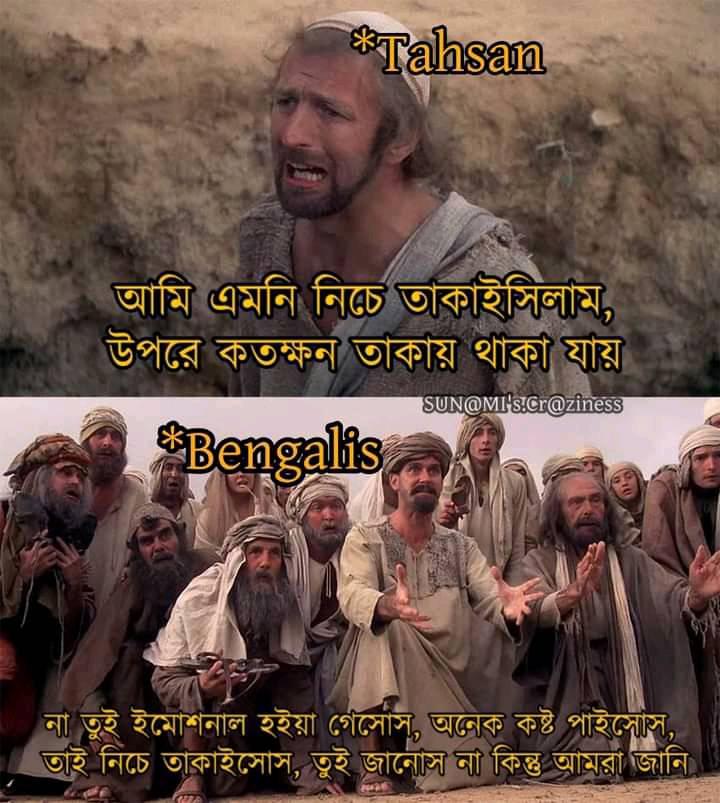 *Tahsan
আমি এমনি নিচে তাকাইসিলাম,
উপরে কতক্ষন তাকায় থাকা যায়
SUN@MI's.Cr@ziness
*Bengalis
না তুই ইমোশনাল হইয়া গেসোস, অনেক কষ্ট পাইসোস,
তাই নিচে তাকাইসোস, তুই জানোস না কিন্তু আমরা জানি